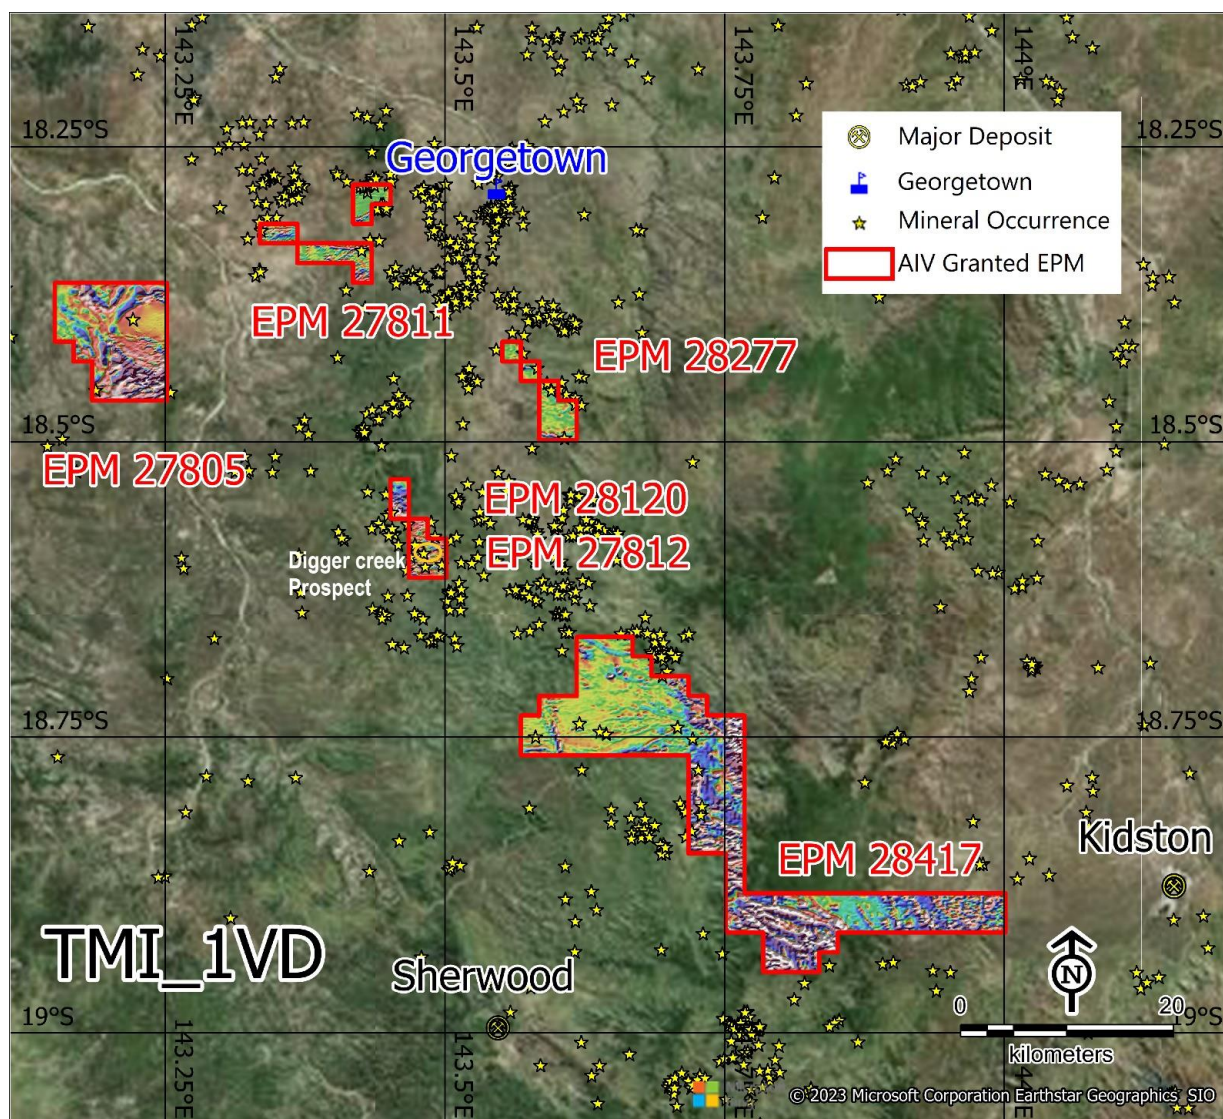 143.25°E
143.5°E
143.75°E
144°E
18.25°S
18.25°S
Georgetown
Major Deposit
Georgetown
Mineral Occurrence
AIV Granted EPM
EPM 27811
EPM 28277
18.5°S
18.5°S
EPM 27805
EPM 28120
EPM 27812
Digger creek
Prospect
18.75°S
18.75°S
Kidston
EPM 28417
TMI_1VD
Sherwood
N
0
20
19°S
19°S
kilometers
143.25°E
143.5°E
© 2023 Microsoft Corporation Earthstar Geographics SIO